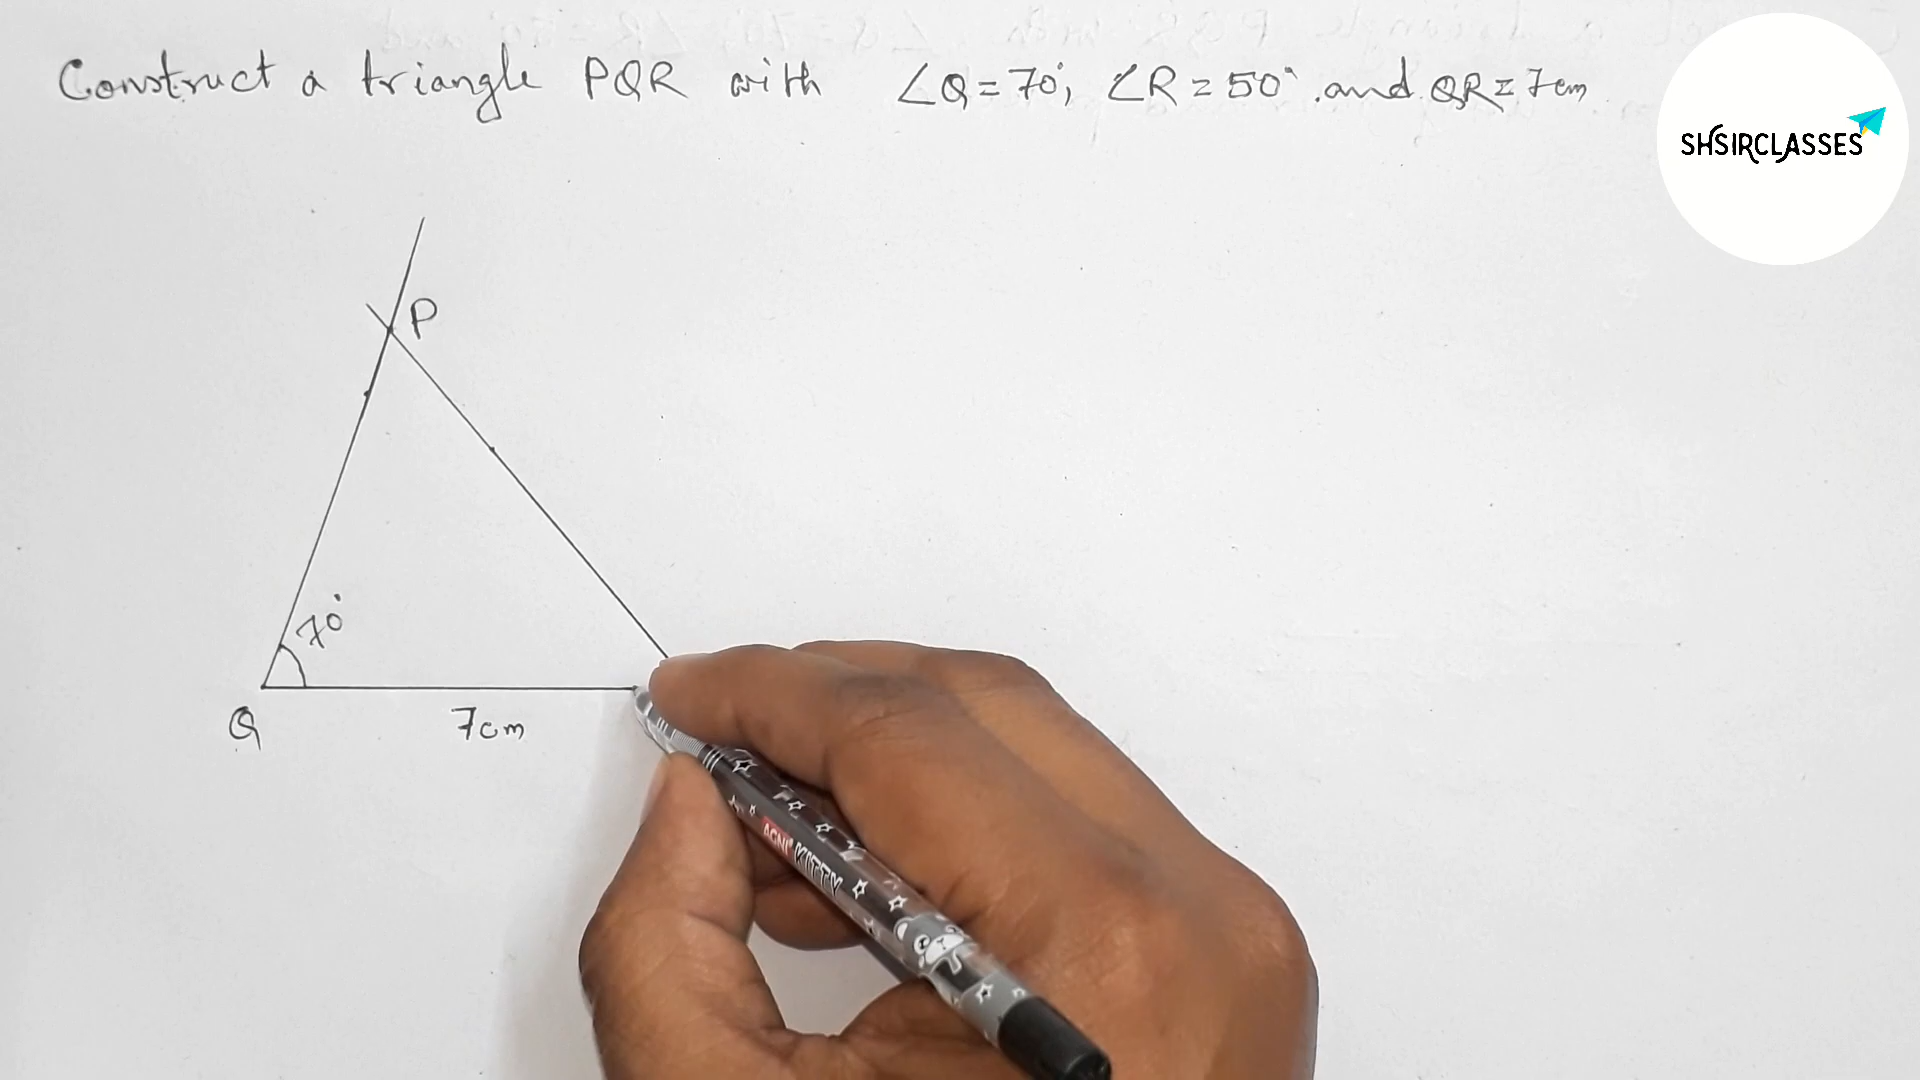 Construct a triangle PQR with ∠Q = 70°, ∠R = 50° and QR = 7cm
SHSIRCLASSES
P
70°
Q
7cm
AGNI KITTY